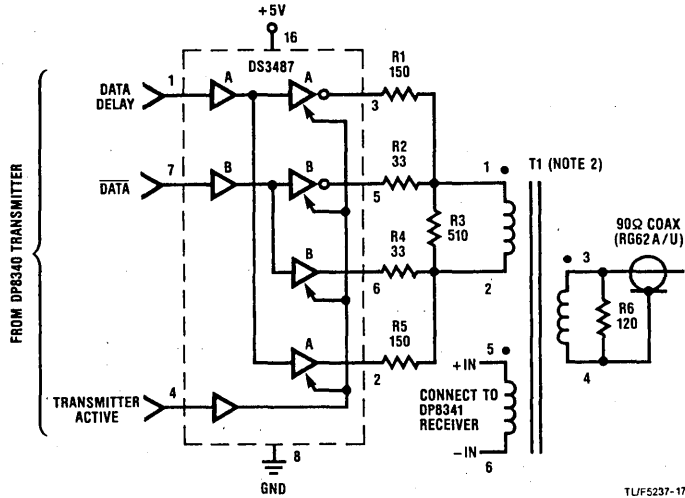 +5V
16
DS3487
DATA
DELAY
1
A
A
3
R1
150
DATA
7
B
B
5
R2
33
R3
510
B
6
R4
33
A
2
R5
150
TRANSMITTER
ACTIVE
4
8
GND
FROM DP8340 TRANSMITTER
T1 (NOTE 2)
1
2
3
4
90Ω COAX
(RG62A/U)
R6
120
5
+IN
CONNECT TO
DP8341
RECEIVER
–IN
6
TL/F5237-17